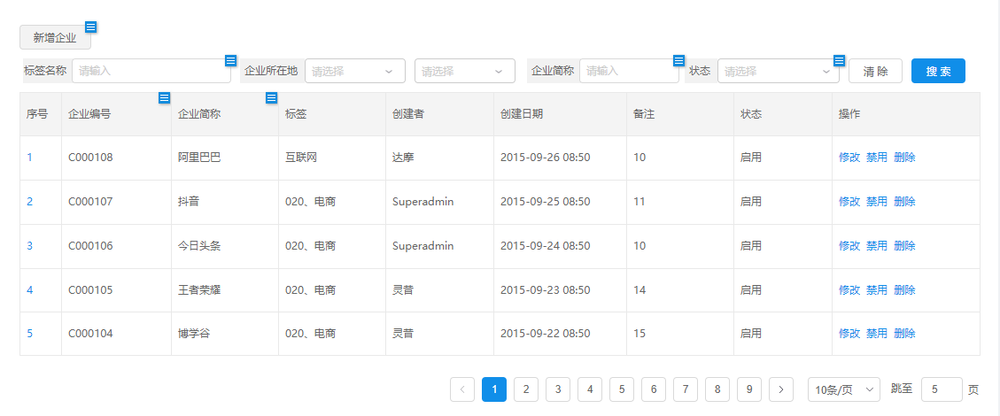 新增企业
标签名称 请输入 企业所在地 请选择 请选择 企业简称 请输入 状态 请选择 清 除 搜 索
序号 企业编号 企业简称 标签 创建者 创建日期 备注 状态 操作
1 C000108 阿里巴巴 互联网 达摩 2015-09-26 08:50 10 启用 修改 禁用 删除
2 C000107 抖音 020、电商 Superadmin 2015-09-25 08:50 11 启用 修改 禁用 删除
3 C000106 今日头条 020、电商 Superadmin 2015-09-24 08:50 10 启用 修改 禁用 删除
4 C000105 王者荣耀 020、电商 灵昔 2015-09-23 08:50 14 启用 修改 禁用 删除
5 C000104 博学谷 020、电商 灵昔 2015-09-22 08:50 15 启用 修改 禁用 删除
1 2 3 4 5 6 7 8 9 10条/页 跳至 5 页